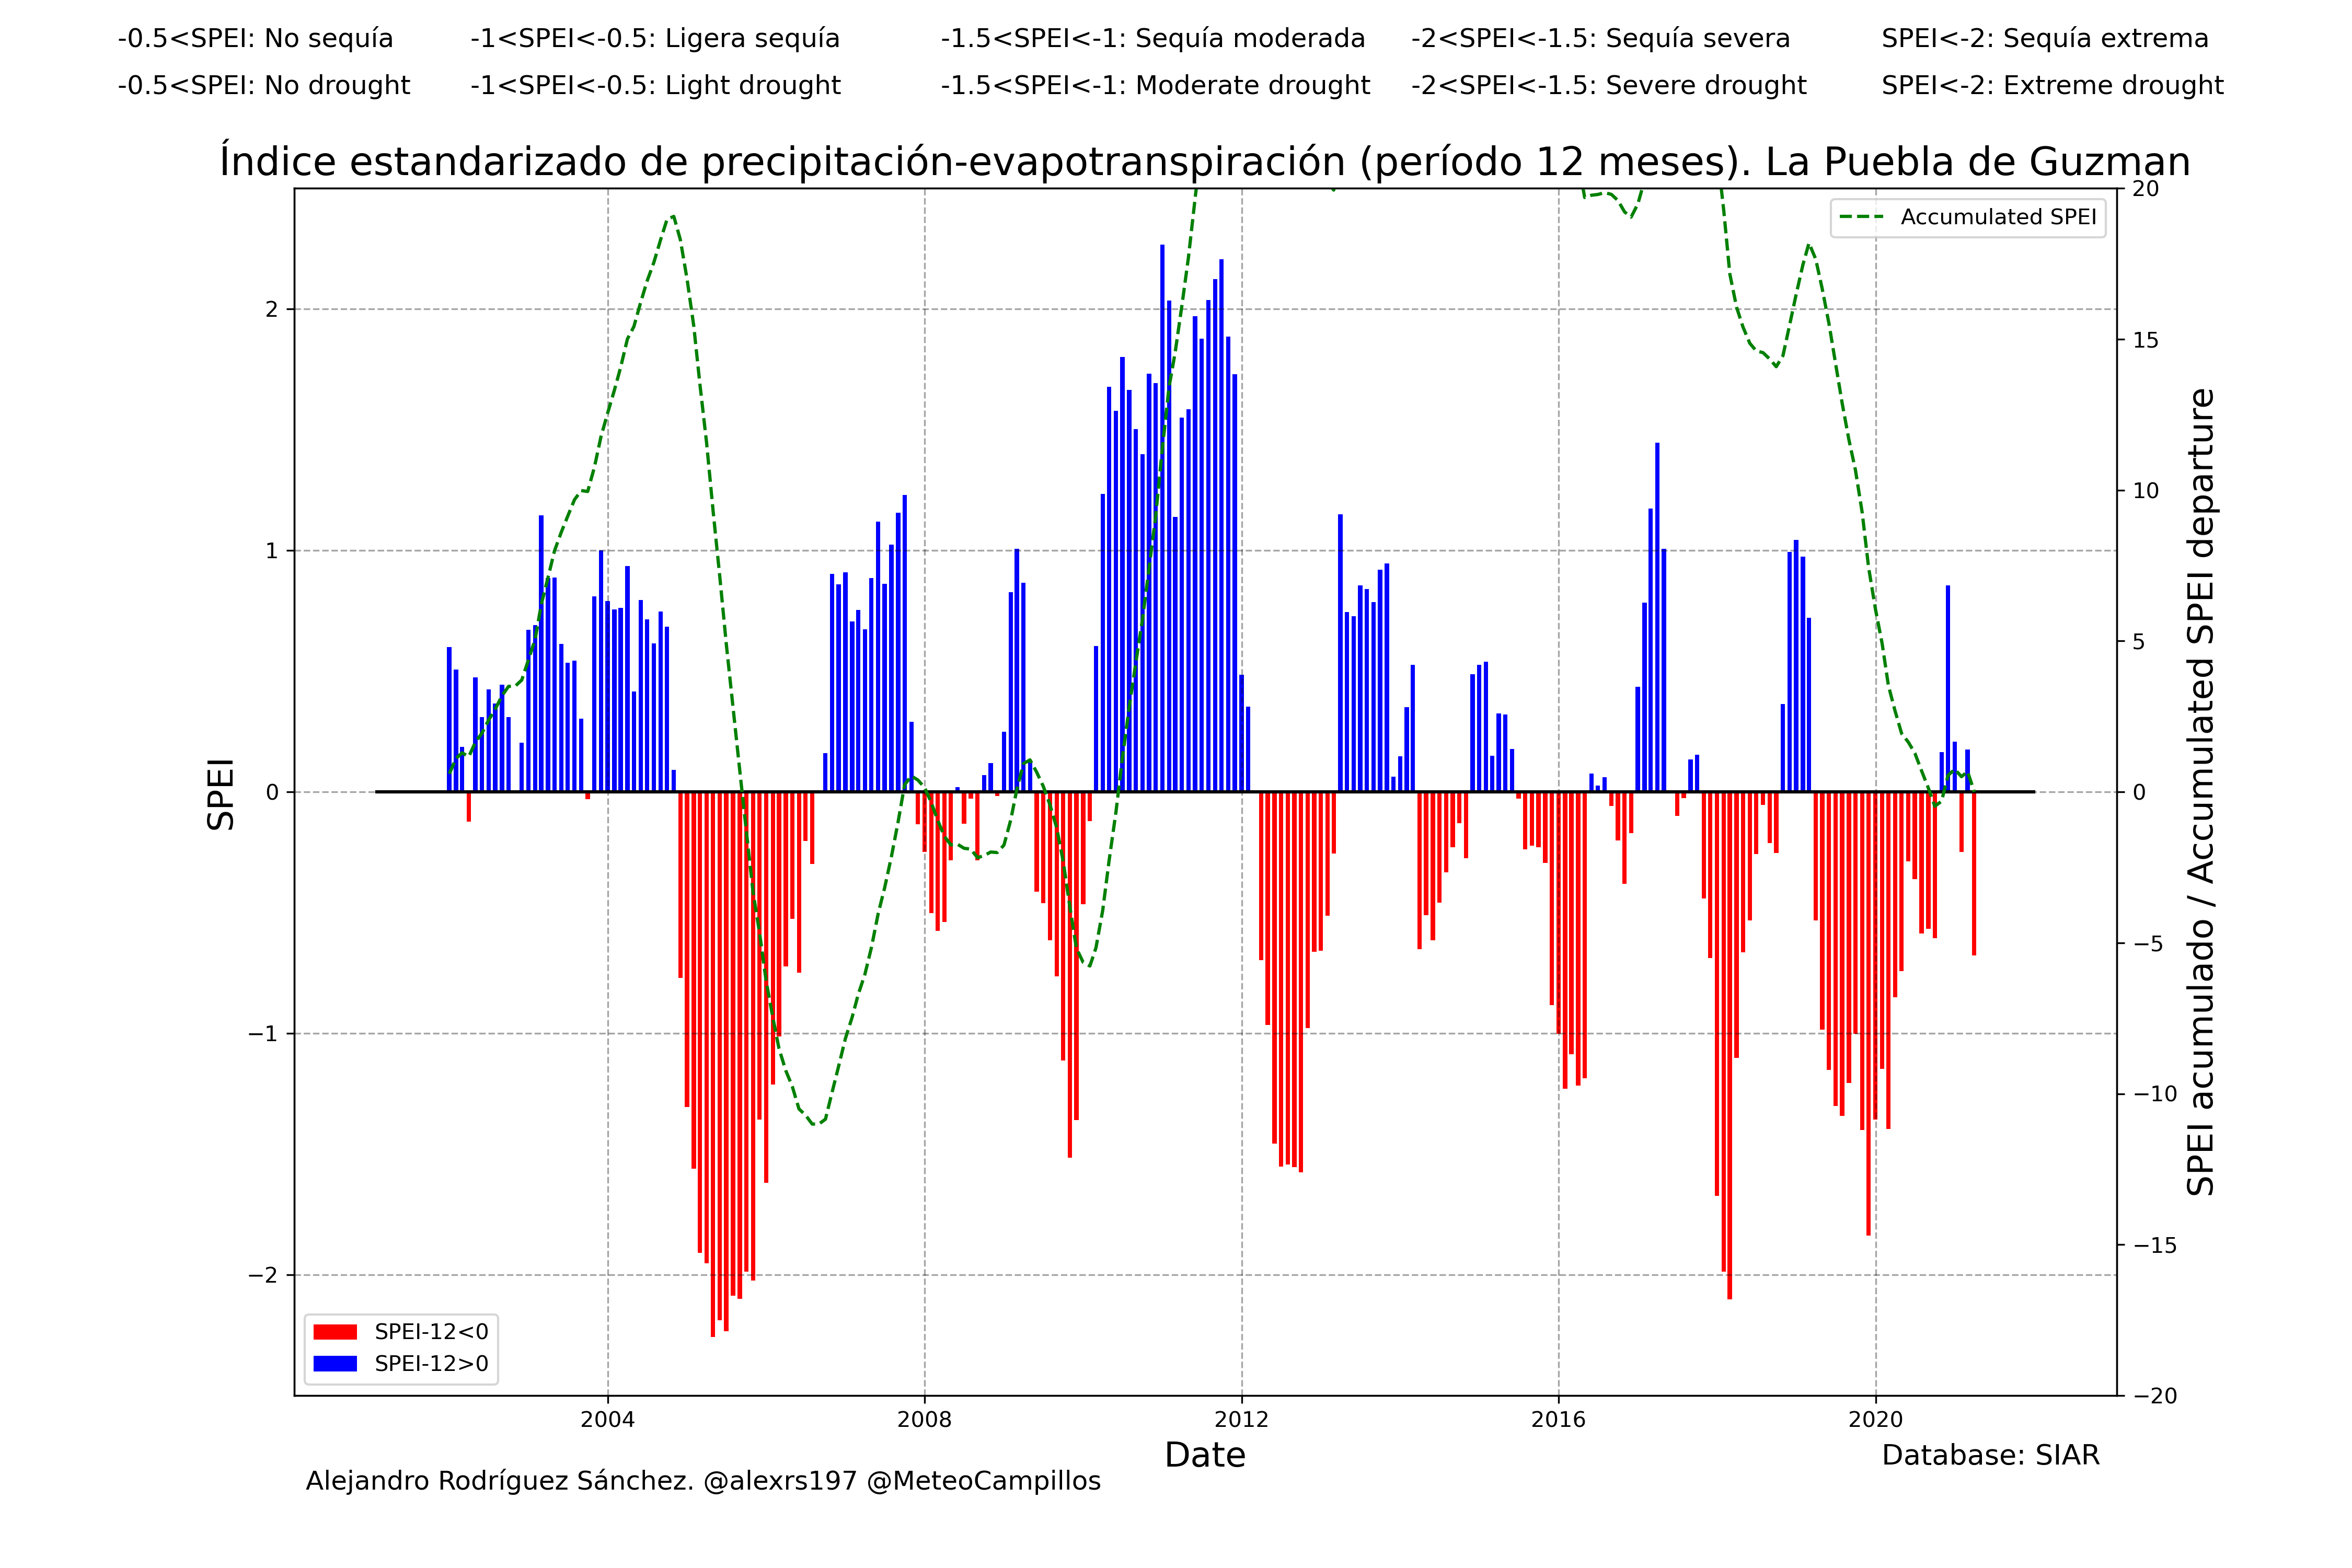 -0.5<SPEI: No sequía -1<SPEI<-0.5: Ligera sequía -1.5<SPEI<-1: Sequía moderada -2<SPEI<-1.5: Sequía severa SPEI<-2: Sequía extrema
-0.5<SPEI: No drought -1<SPEI<-0.5: Light drought -1.5<SPEI<-1: Moderate drought -2<SPEI<-1.5: Severe drought SPEI<-2: Extreme drought
Índice estandarizado de precipitación-evapotranspiración (período 12 meses). La Puebla de Guzman
Accumulated SPEI
SPEI
2
1
0
−1
−2
20
15
10
5
0
−5
−10
−15
−20
SPEI acumulado / Accumulated SPEI departure
SPEI-12<0
SPEI-12>0
2004 2008 2012 2016 2020
Date
Database: SIAR
Alejandro Rodríguez Sánchez. @alexrs197 @MeteoCampillos